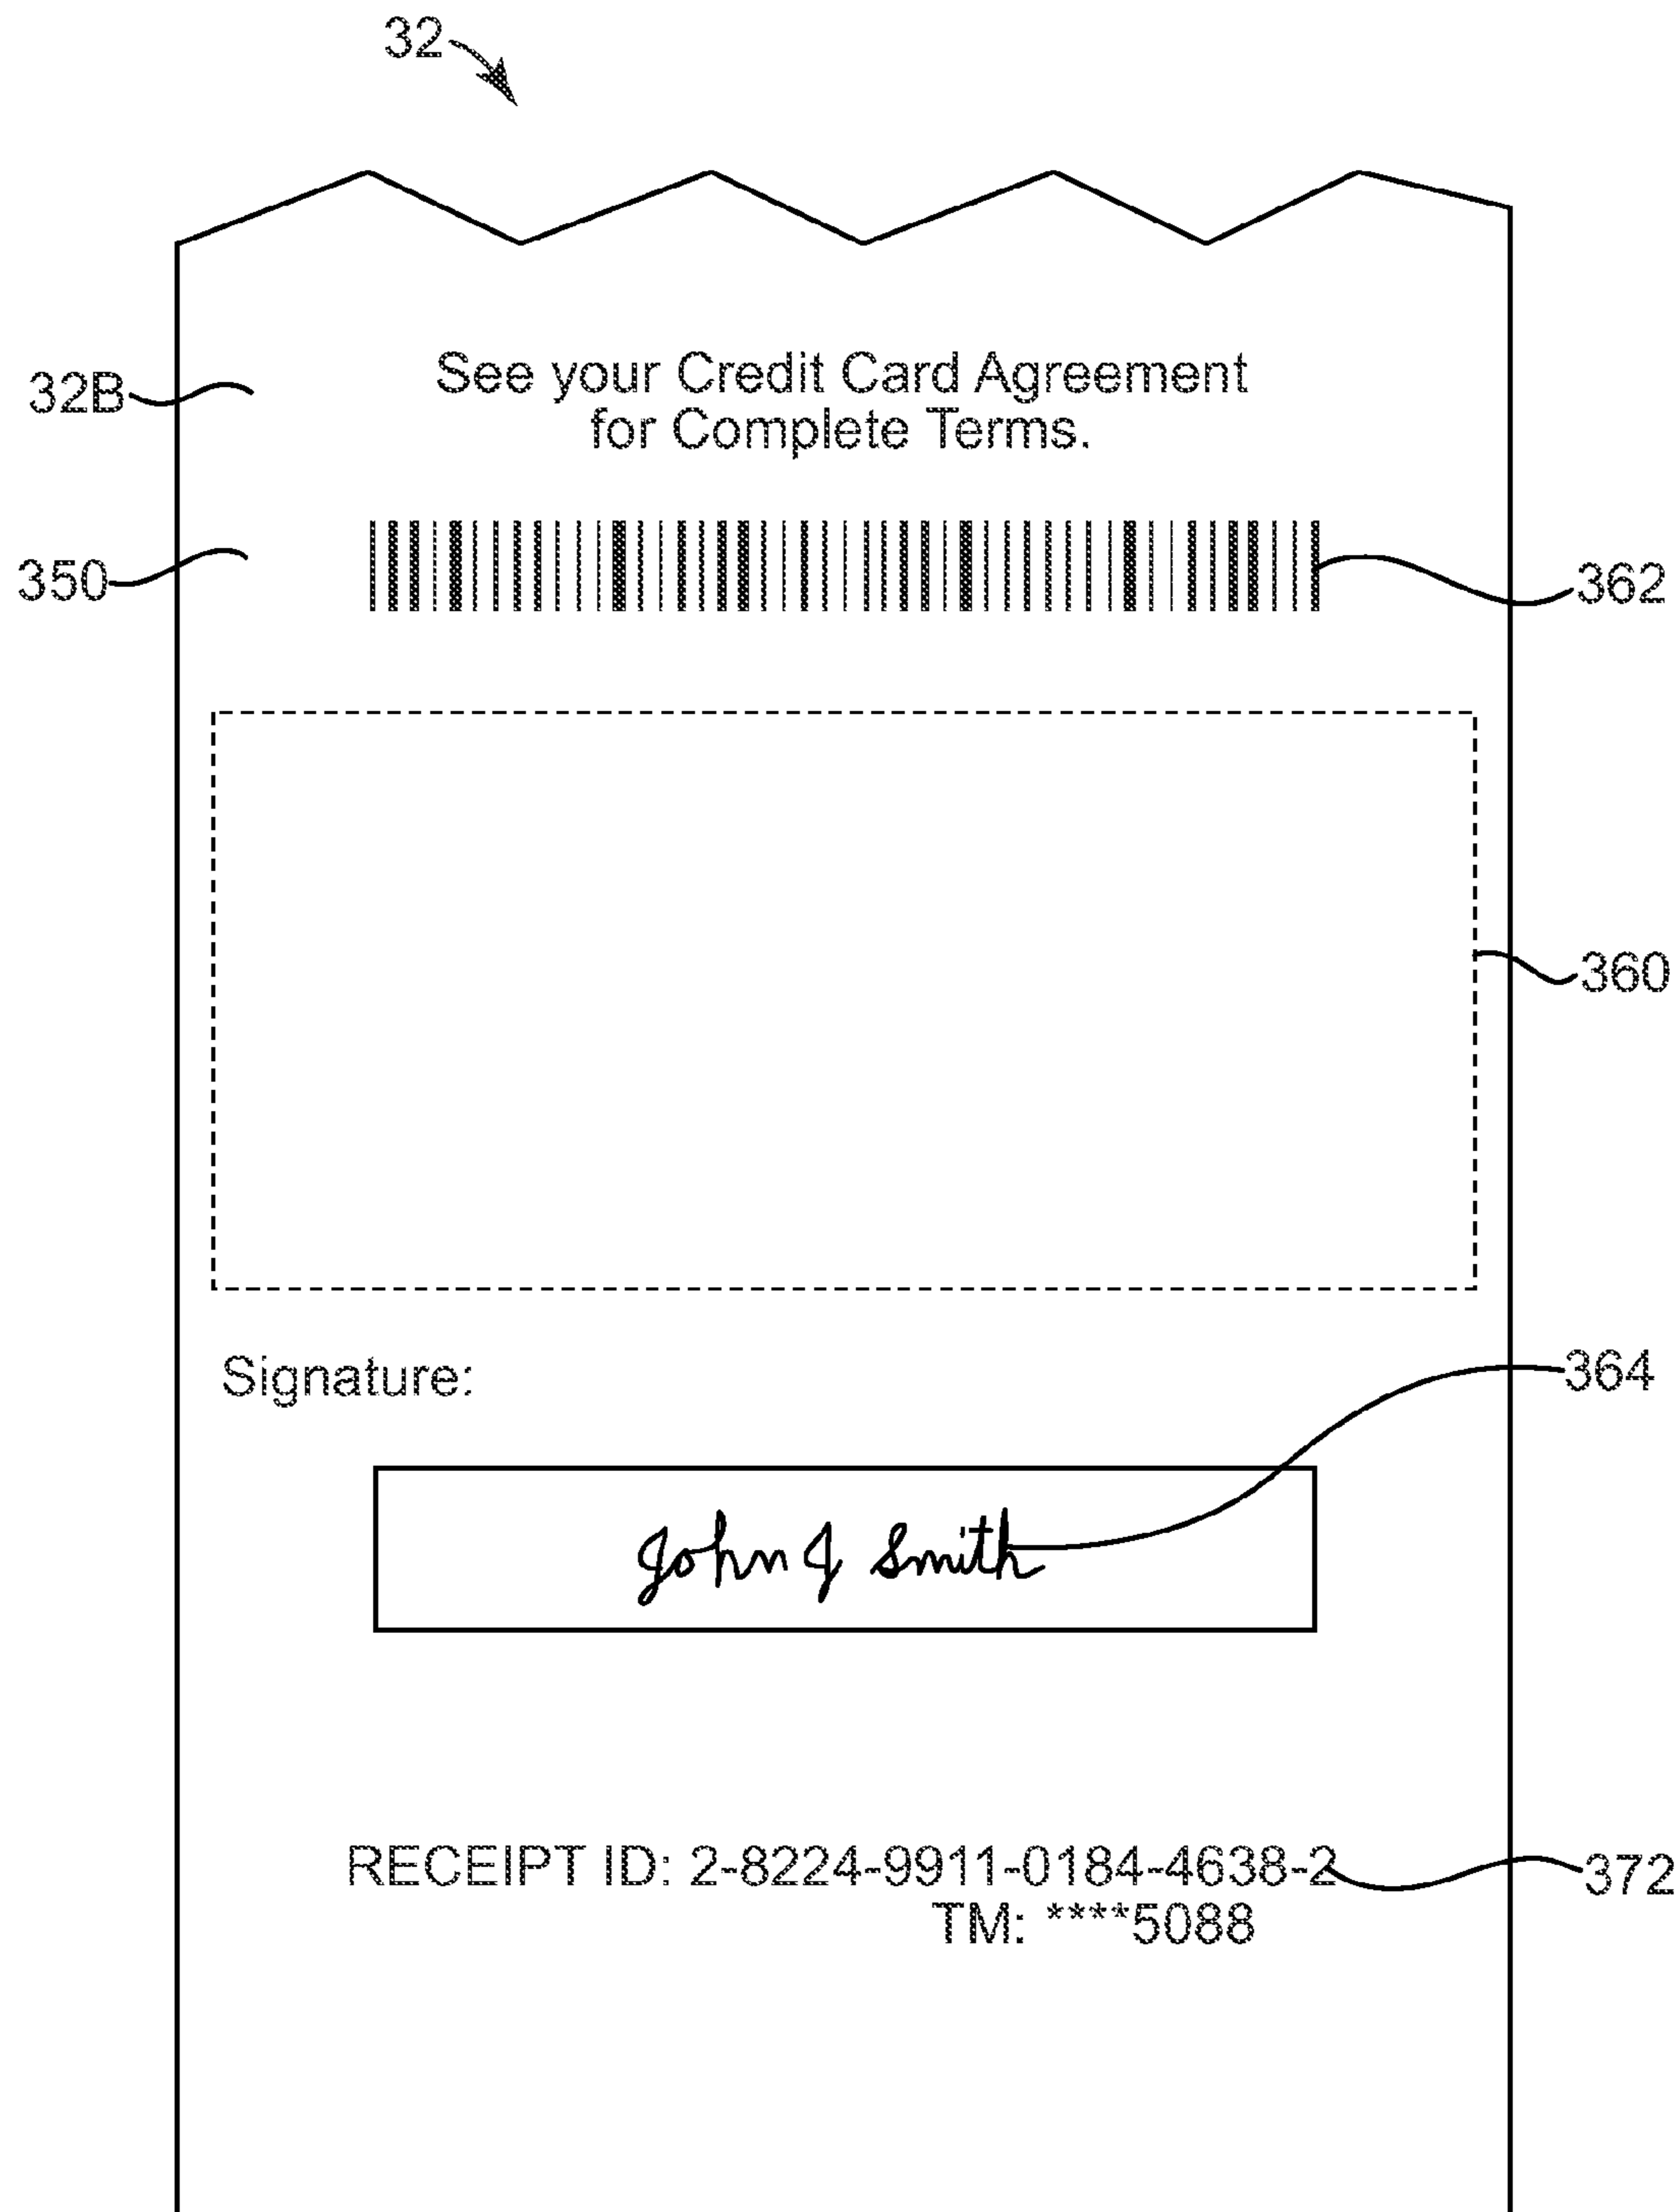 32
32B
See your Credit Card Agreement
for Complete Terms.
350
362
360
Signature:
364
John J Smith
RECEIPT ID: 2-8224-9911-0184-4638-2
372
TM: ****5088